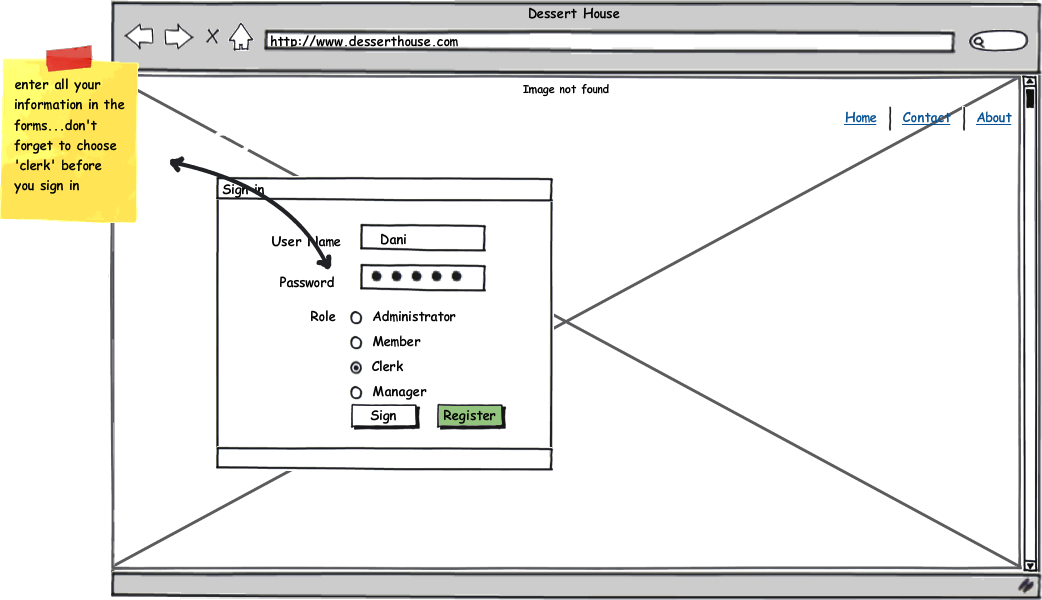 Dessert House
http://www.desserthouse.com
enter all your
information in the
forms...don't
forget to choose
'clerk' before
you sign in
Image not found
Home Contact About
Sign in
User Name Dani
Password
Role Administrator
Member
Clerk
Manager
Sign Register